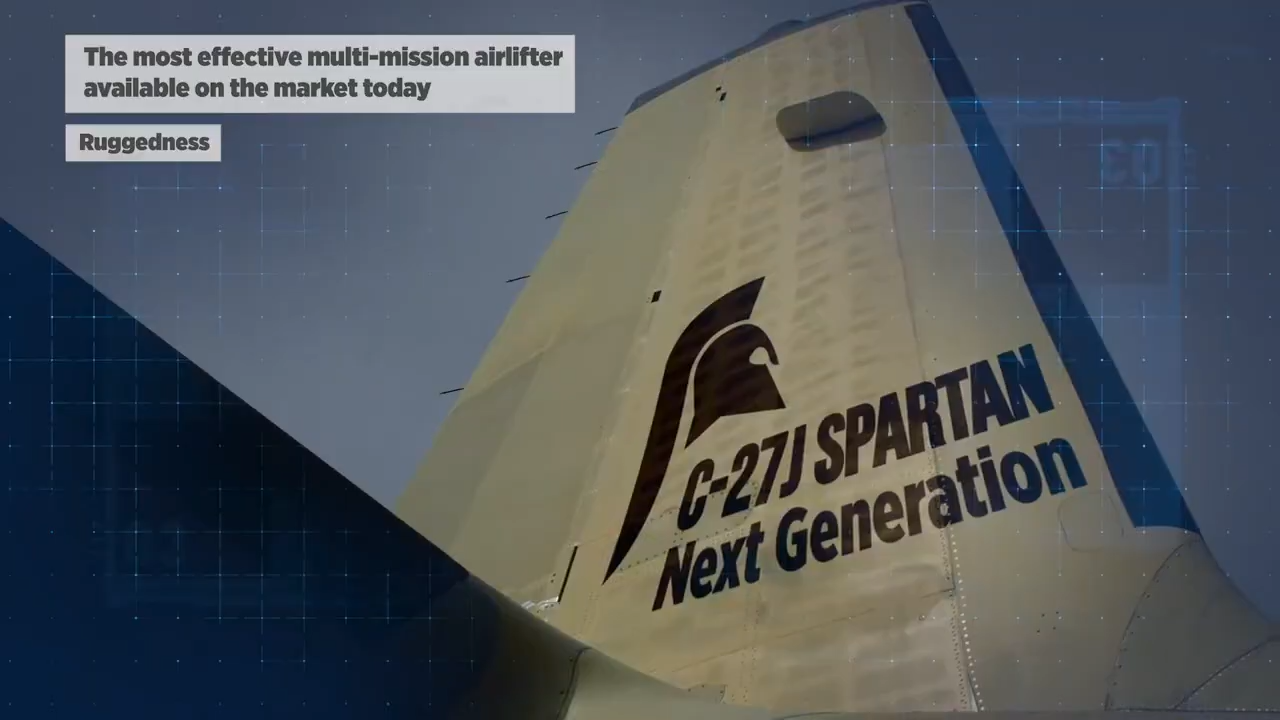 The most effective multi-mission airlifter
available on the market today
Ruggedness
C-27J SPARTAN
Next Generation